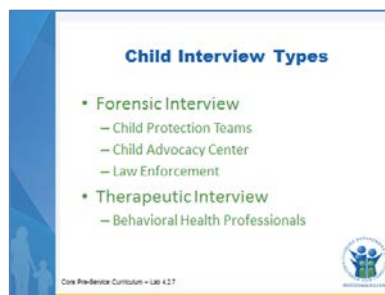 Child Interview Types
• Forensic Interview
– Child Protection Teams
– Child Advocacy Center
– Law Enforcement
• Therapeutic Interview
– Behavioral Health Professionals
Core Pre-Service Curriculum – Lab 4.2.7